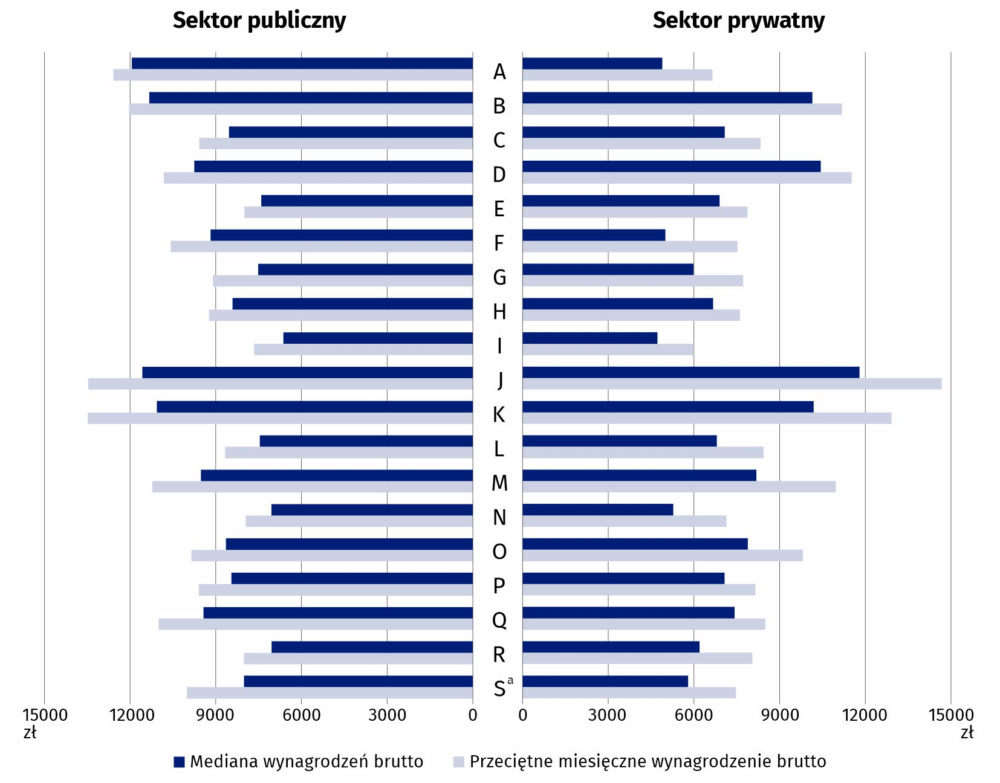 Sektor publiczny
Sektor prywatny
A
B
C
D
E
F
G
H
I
J
K
L
M
N
O
P
Q
R
Sᵃ
15000 12000 9000 6000 3000 0 0 3000 6000 9000 12000 15000
zł zł
Mediana wynagrodzeń brutto Przeciętne miesięczne wynagrodzenie brutto